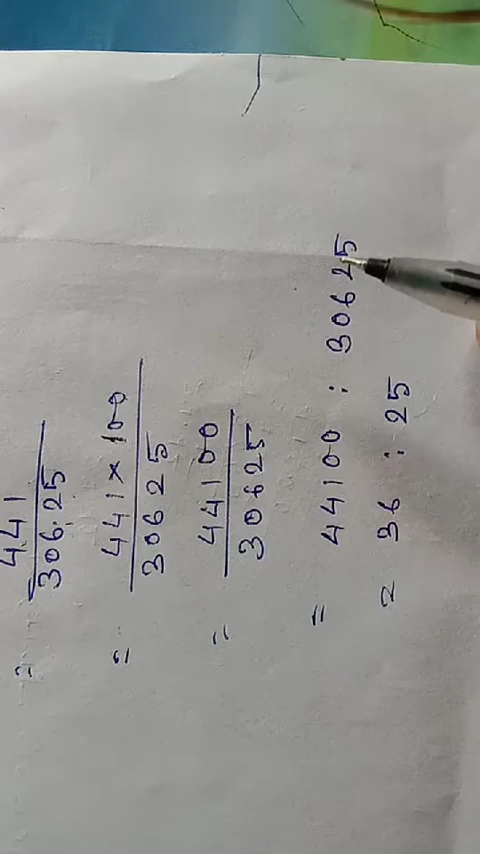 = 441
306.25
= 441 × 100
30625
= 44100
30625
= 44100 : 30625
= 36 : 25